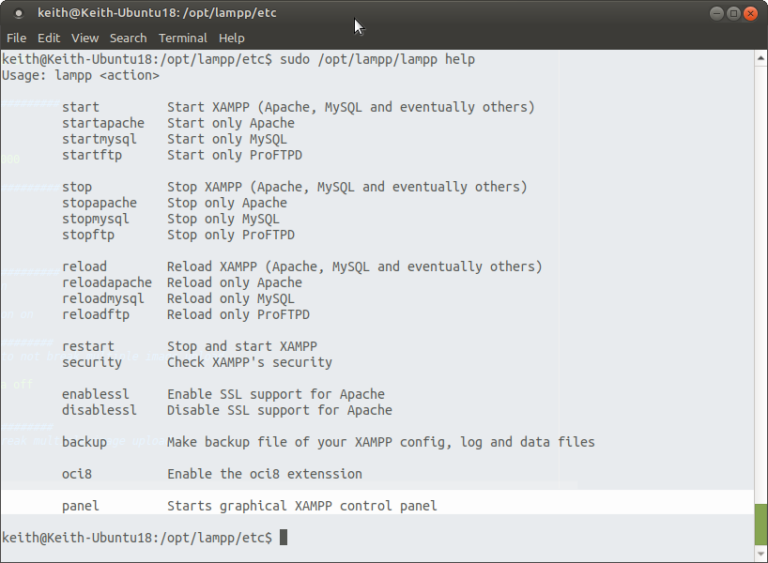 keith@Keith-Ubuntu18: /opt/lampp/etc
File Edit View Search Terminal Help
keith@Keith-Ubuntu18:/opt/lampp/etc$ sudo /opt/lampp/lampp help
Usage: lampp <action>
start Start XAMPP (Apache, MySQL and eventually others)
startapache Start only Apache
startmysql Start only MySQL
startftp Start only ProFTPD
stop Stop XAMPP (Apache, MySQL and eventually others)
stopapache Stop only Apache
stopmysql Stop only MySQL
stopftp Stop only ProFTPD
reload Reload XAMPP (Apache, MySQL and eventually others)
reloadapache Reload only Apache
reloadmysql Reload only MySQL
reloadftp Reload only ProFTPD
restart Stop and start XAMPP
security Check XAMPP's security
enablessl Enable SSL support for Apache
disablessl Disable SSL support for Apache
backup Make backup file of your XAMPP config, log and data files
oci8 Enable the oci8 extenssion
panel Starts graphical XAMPP control panel
keith@Keith-Ubuntu18:/opt/lampp/etc$